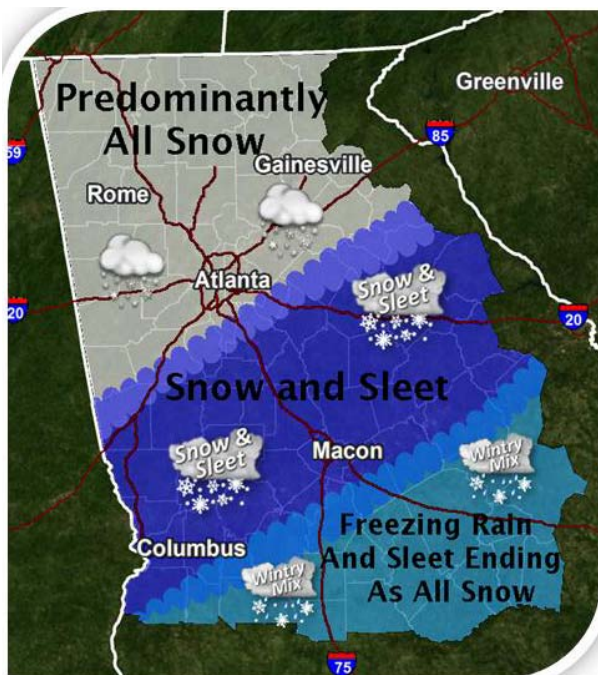 Predominantly
All Snow
Greenville
85
59
Gainesville
Rome
Atlanta
Snow &
Sleet
20
20
Snow and Sleet
Snow &
Sleet
Macon
Wintry
Mix
Freezing Rain
And Sleet Ending
As All Snow
Columbus
Wintry
Mix
75